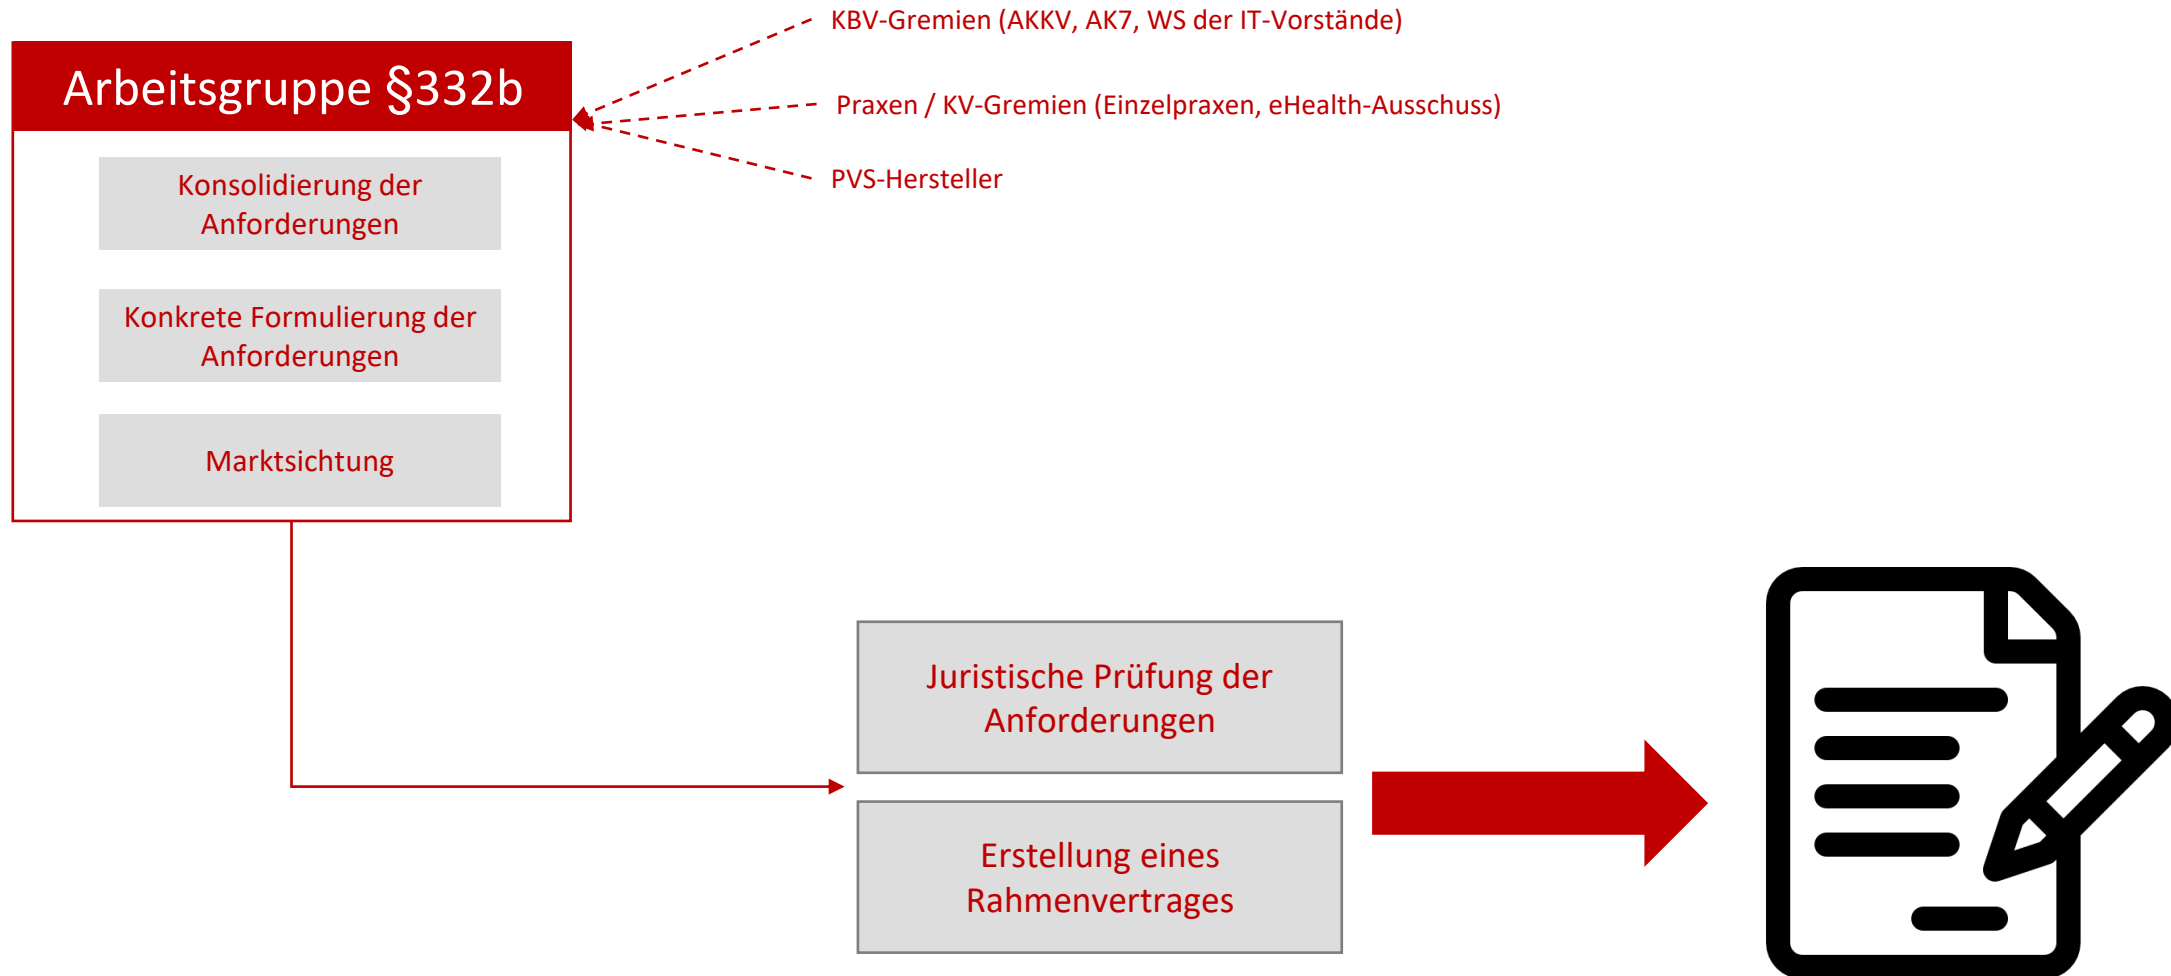 KBV-Gremien (AKKV, AK7, WS der IT-Vorstände)
Arbeitsgruppe §332b
Praxen / KV-Gremien (Einzelpraxen, eHealth-Ausschuss)
PVS-Hersteller
Konsolidierung der
Anforderungen
Konkrete Formulierung der
Anforderungen
Marktsichtung
Juristische Prüfung der
Anforderungen
Erstellung eines
Rahmenvertrages